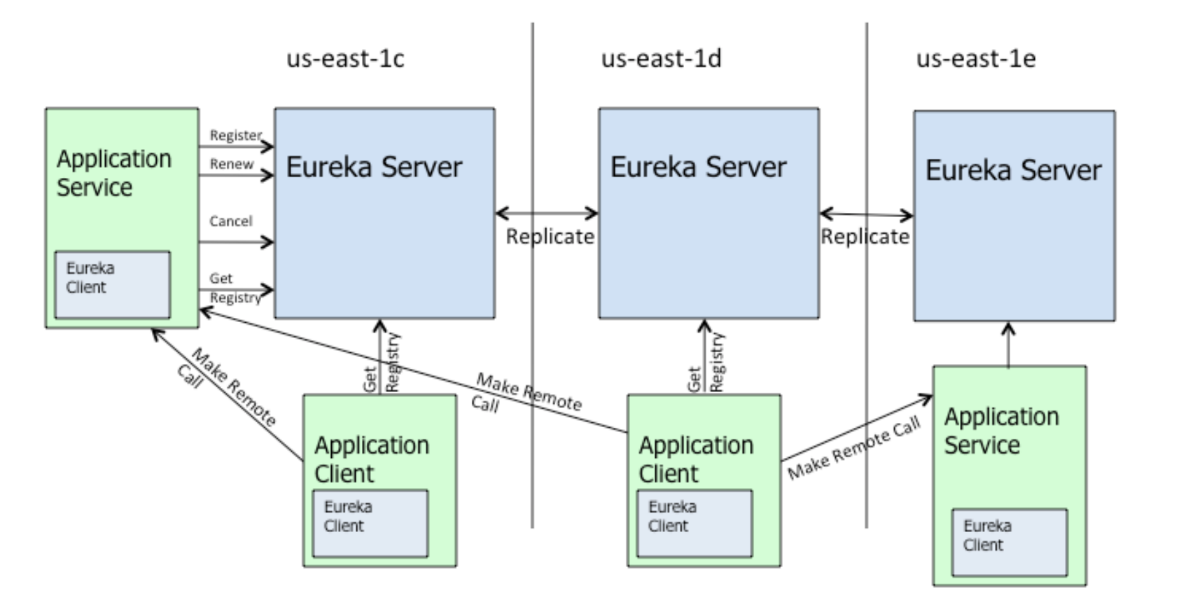 us-east-1c
us-east-1d
us-east-1e
Application
Service
Eureka
Client
Register
Renew
Cancel
Get
Registry
Eureka Server
Replicate
Eureka Server
Replicate
Eureka Server
Make Remote
Call
Get
Registry
Make Remote
Call
Get
Registry
Make Remote Call
Application
Client
Eureka
Client
Application
Client
Eureka
Client
Application
Service
Eureka
Client